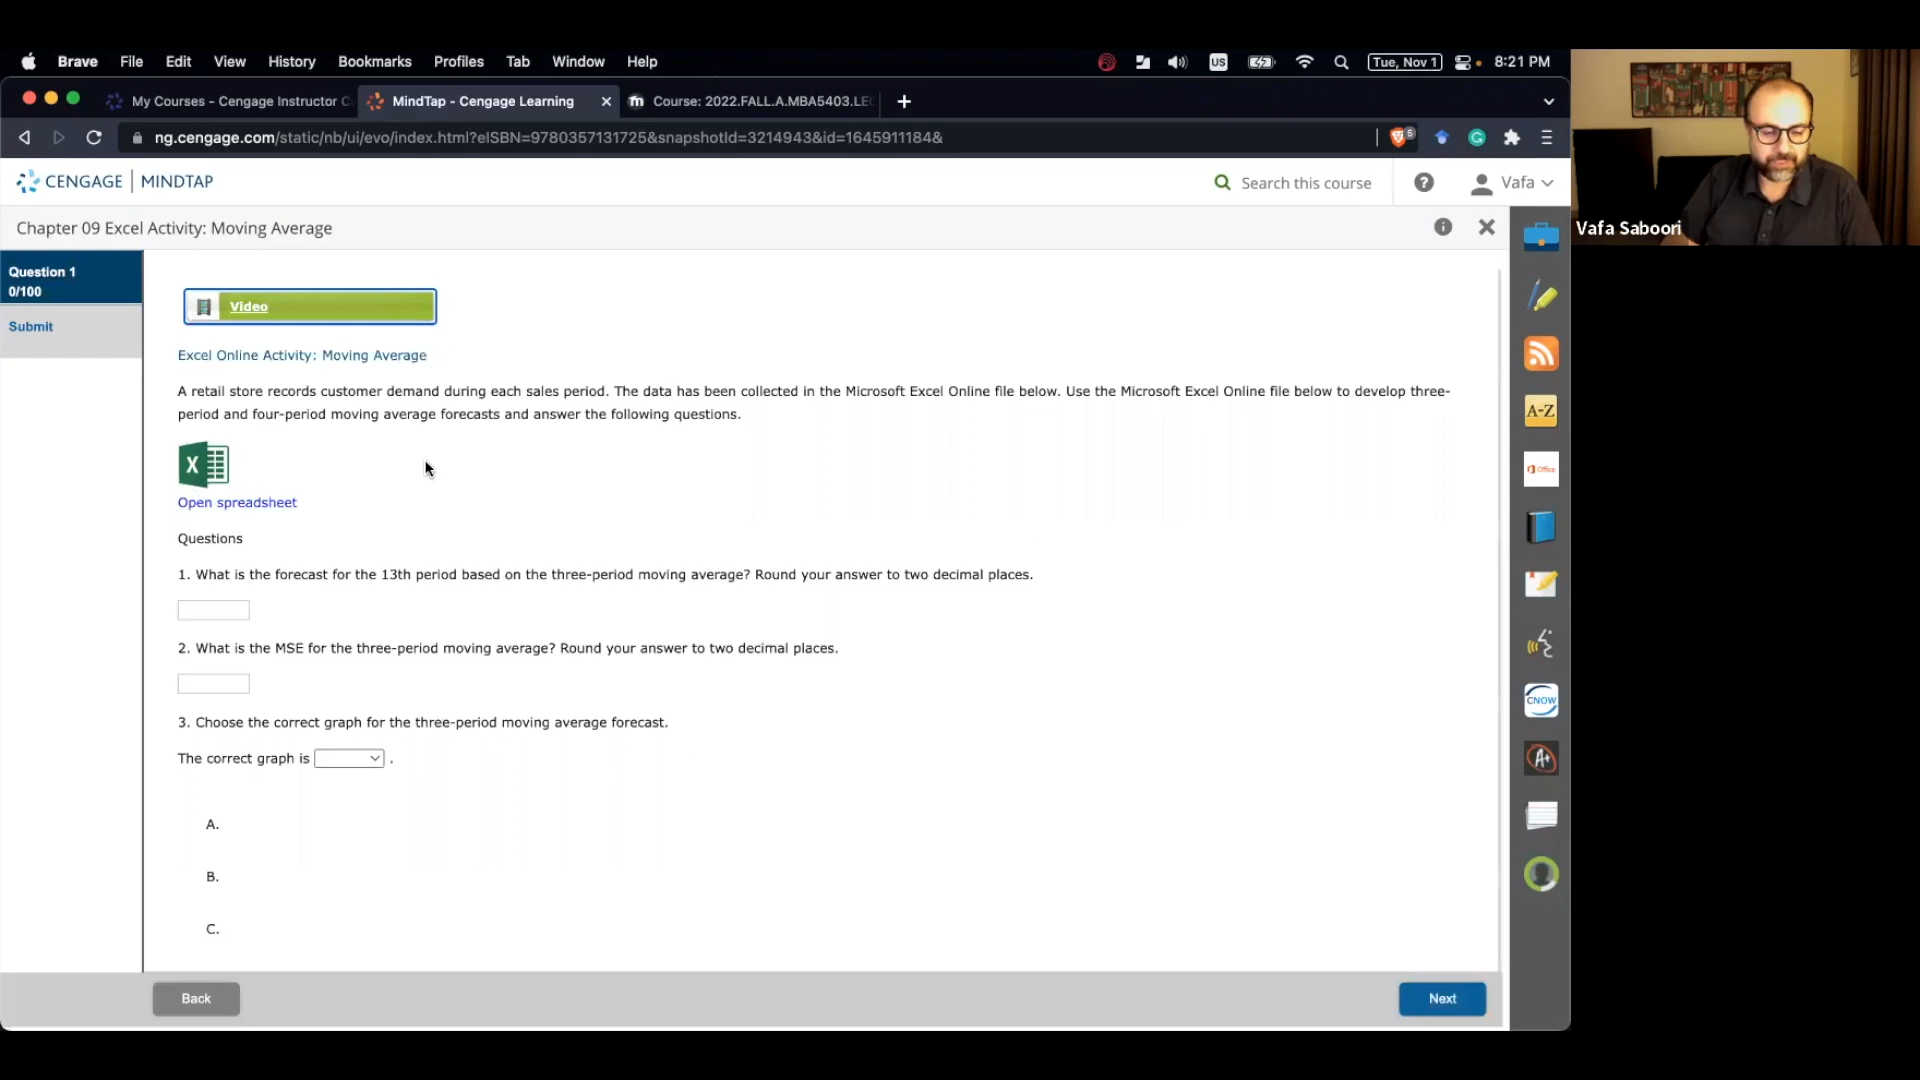 Brave File Edit View History Bookmarks Profiles Tab Window Help US Tue, Nov 1 8:21 PM
My Courses - Cengage Instructor C
MindTap - Cengage Learning
Course: 2022.FALL.A.MBA5403.LEC
ng.cengage.com/static/nb/ui/evo/index.html?eISBN=9780357131725&snapshotId=3214943&id=1645911184&
5
CENGAGE | MINDTAP
Search this course
Vafa
Chapter 09 Excel Activity: Moving Average
Vafa Saboori
Question 1
0/100
Submit
Video
Excel Online Activity: Moving Average
A retail store records customer demand during each sales period. The data has been collected in the Microsoft Excel Online file below. Use the Microsoft Excel Online file below to develop three-
period and four-period moving average forecasts and answer the following questions.
X
Open spreadsheet
Questions
1. What is the forecast for the 13th period based on the three-period moving average? Round your answer to two decimal places.
2. What is the MSE for the three-period moving average? Round your answer to two decimal places.
3. Choose the correct graph for the three-period moving average forecast.
The correct graph is .
A.
B.
C.
Back
Next
A-Z
Office
CNOW
A+